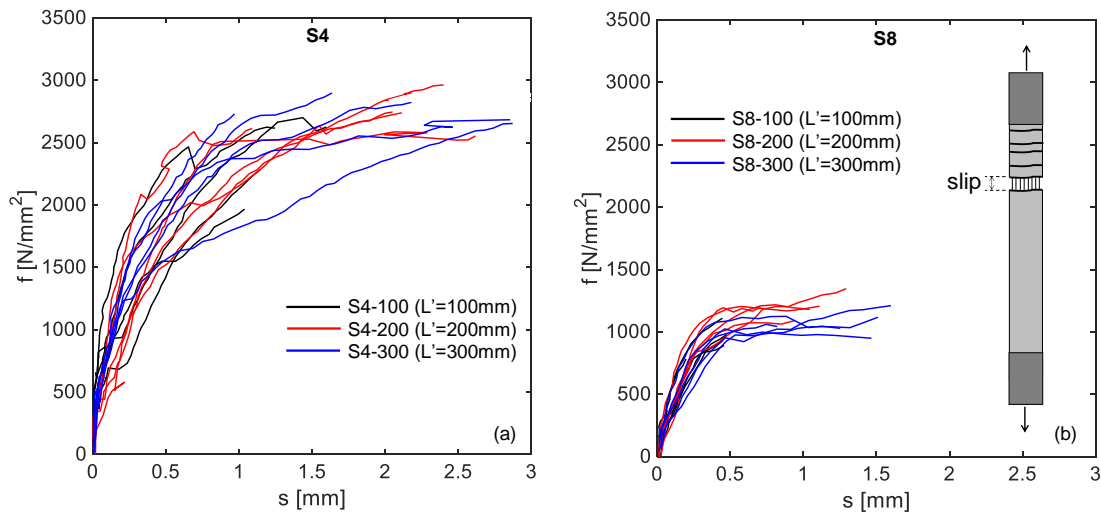 S4
3500
3000
2500
2000
1500
1000
500
0
f [N/mm²]
S4-100 (L'=100mm)
S4-200 (L'=200mm)
S4-300 (L'=300mm)
(a)
0 0.5 1 1.5 2 2.5 3
s [mm]
S8
3500
3000
2500
2000
1500
1000
500
0
f [N/mm²]
S8-100 (L'=100mm)
S8-200 (L'=200mm)
S8-300 (L'=300mm)
slip
(b)
0 0.5 1 1.5 2 2.5 3
s [mm]